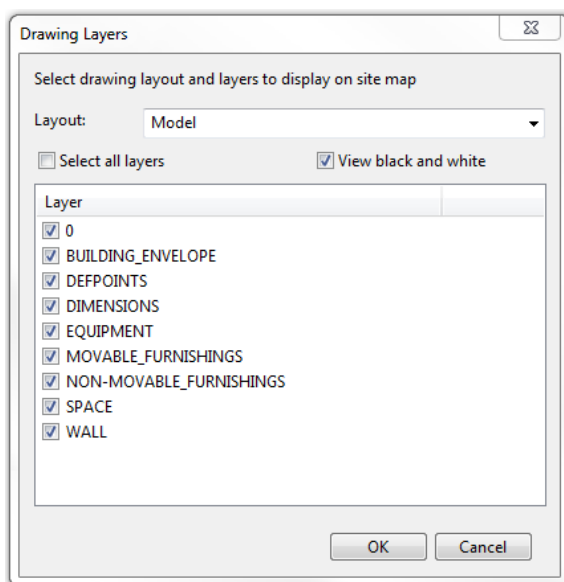 Drawing Layers
Select drawing layout and layers to display on site map
Layout: Model
Select all layers View black and white
Layer
0
BUILDING_ENVELOPE
DEFPOINTS
DIMENSIONS
EQUIPMENT
MOVABLE_FURNISHINGS
NON-MOVABLE_FURNISHINGS
SPACE
WALL
OK Cancel